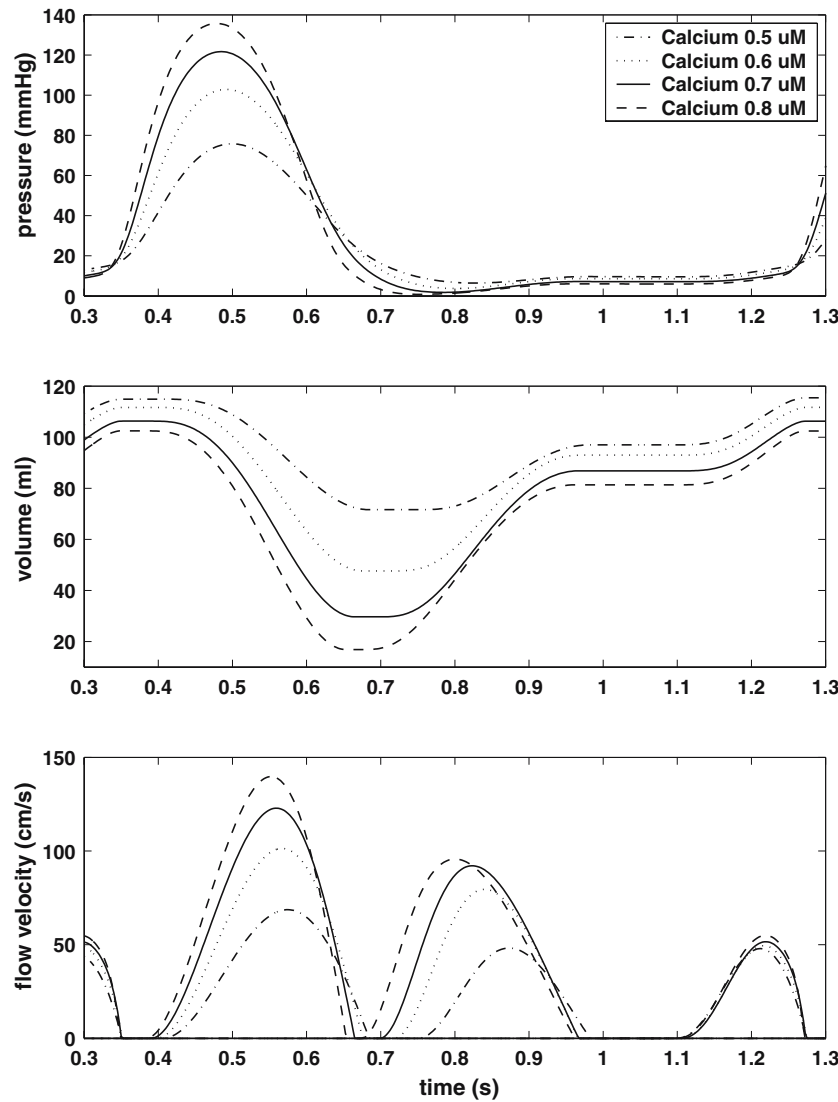 140
120
100
80
60
40
20
0
pressure (mmHg)
Calcium 0.5 uM
Calcium 0.6 uM
Calcium 0.7 uM
Calcium 0.8 uM
0.3 0.4 0.5 0.6 0.7 0.8 0.9 1 1.1 1.2 1.3
120
100
80
60
40
20
volume (ml)
0.3 0.4 0.5 0.6 0.7 0.8 0.9 1 1.1 1.2 1.3
150
100
50
0
flow velocity (cm/s)
0.3 0.4 0.5 0.6 0.7 0.8 0.9 1 1.1 1.2 1.3
time (s)